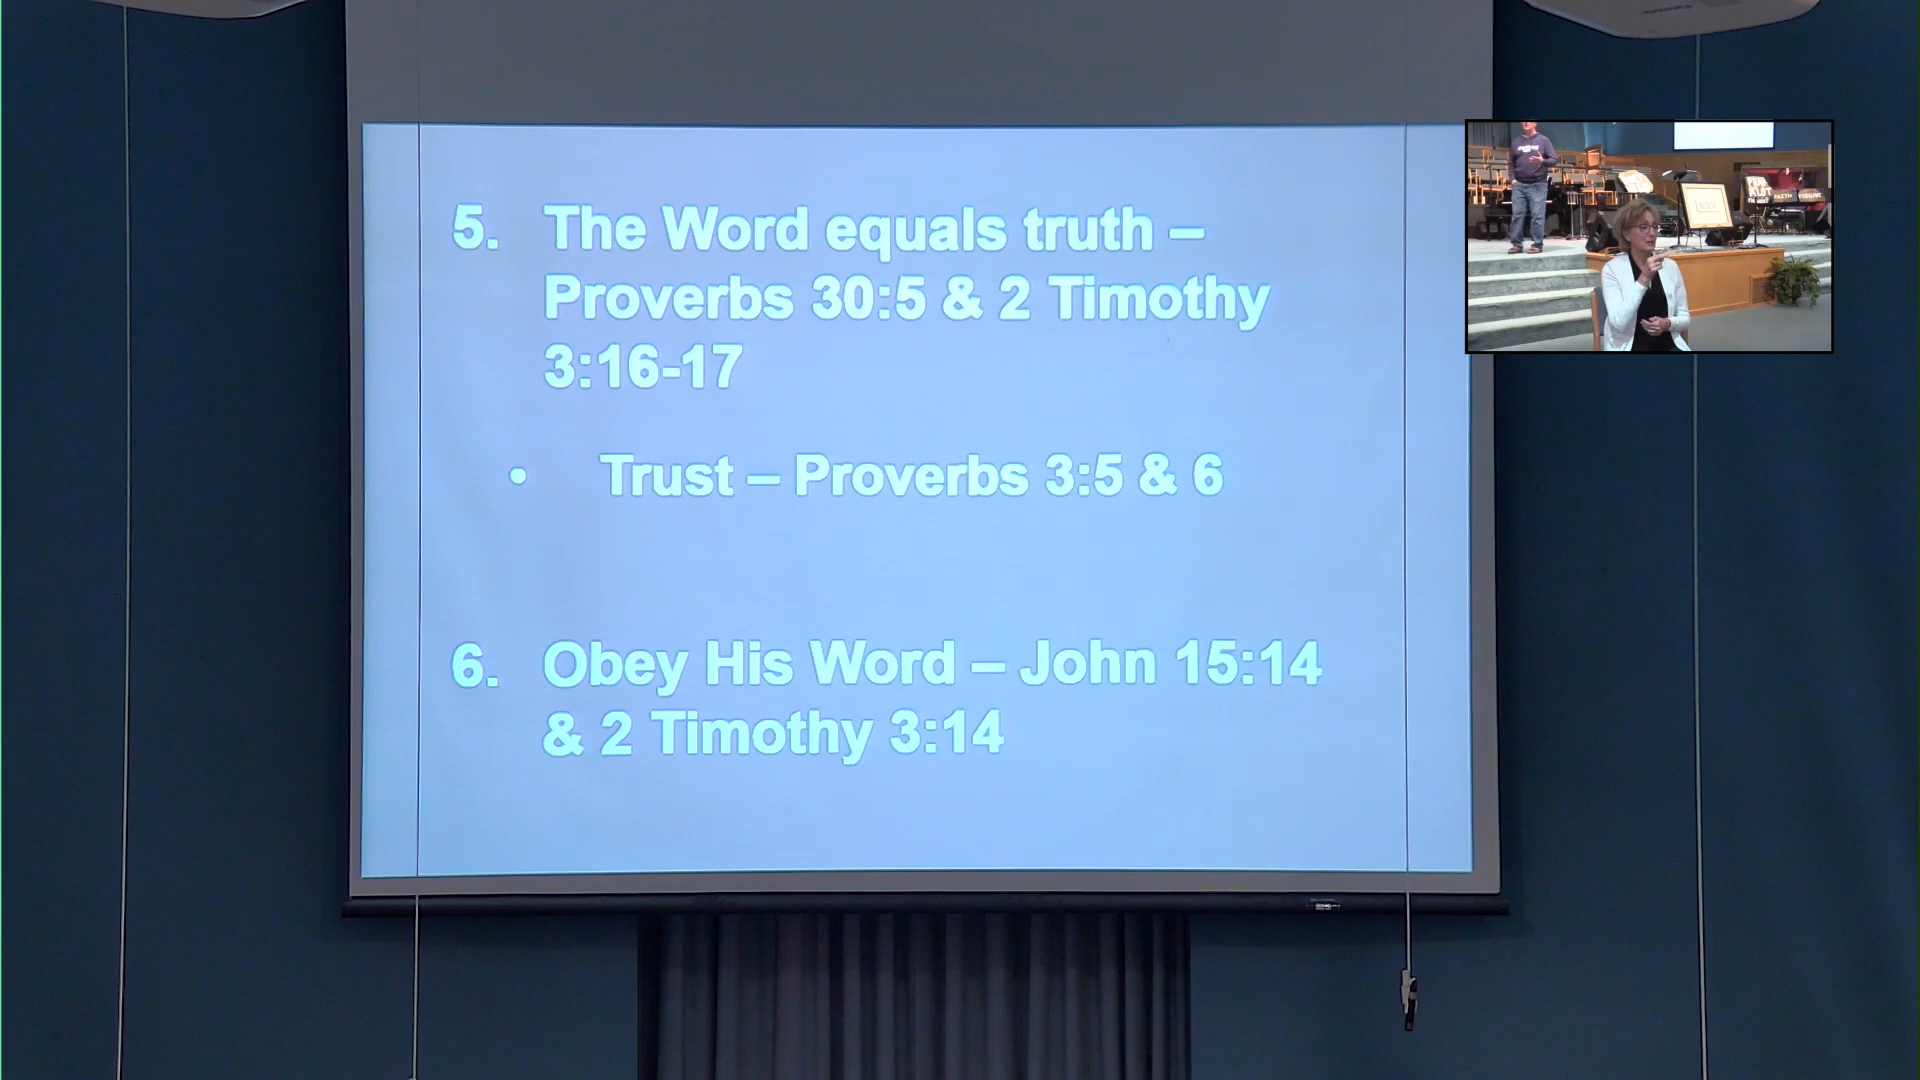 5. The Word equals truth –
Proverbs 30:5 & 2 Timothy
3:16-17
• Trust – Proverbs 3:5 & 6
6. Obey His Word – John 15:14
& 2 Timothy 3:14